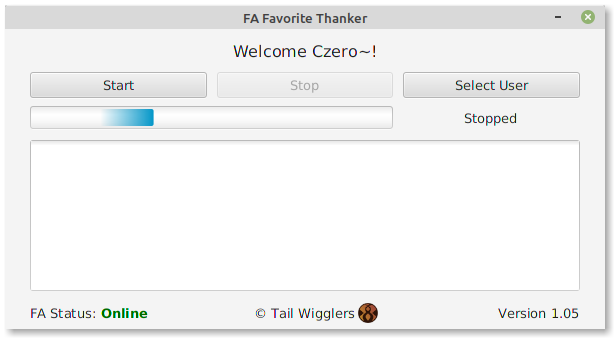 FA Favorite Thanker
Welcome Czero~!
Start Stop Select User
Stopped
FA Status: Online © Tail Wigglers Version 1.05